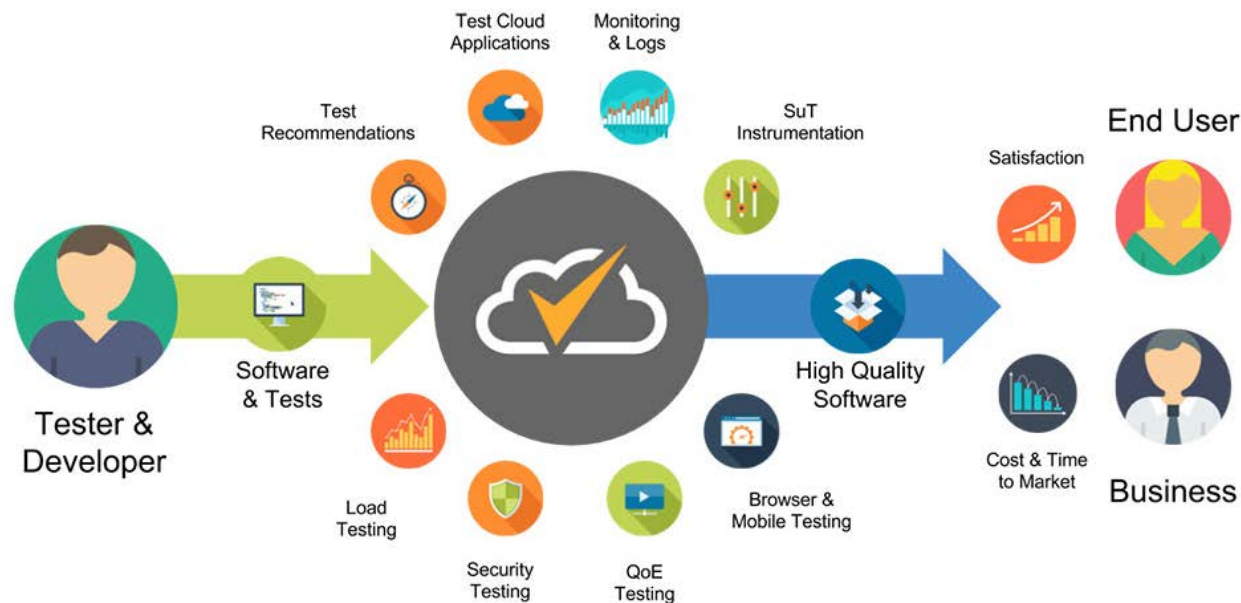 Test Cloud
Applications
Monitoring
& Logs
Test
Recommendations
SuT
Instrumentation
End User
Satisfaction
Software
& Tests
High Quality
Software
Tester &
Developer
Load
Testing
Security
Testing
QoE
Testing
Browser &
Mobile Testing
Cost & Time
to Market
Business